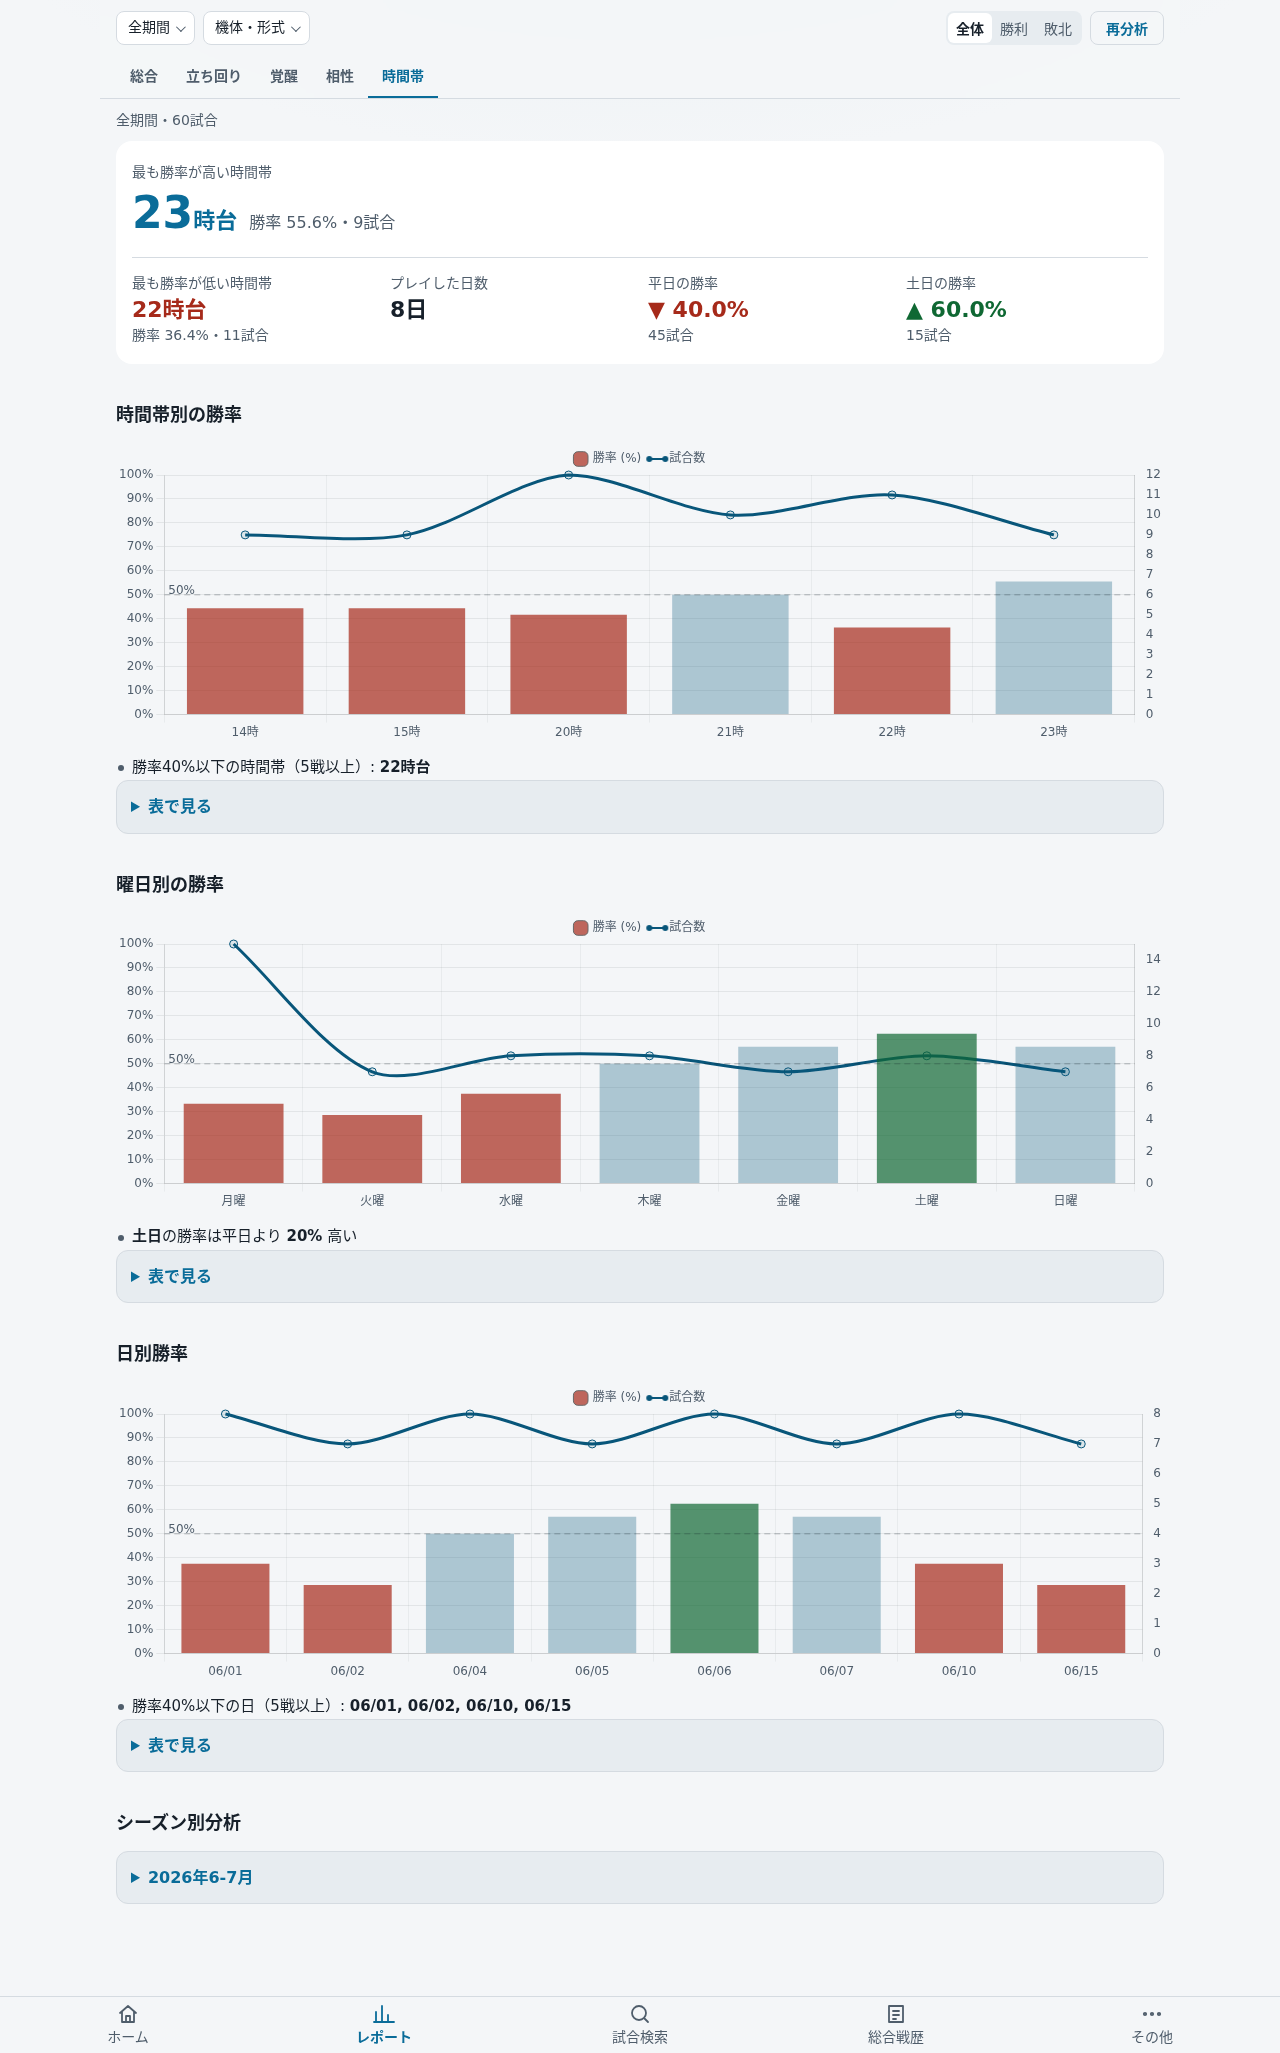 全期間 機体・形式 全体 勝利 敗北 再分析
総合 立ち回り 覚醒 相性 時間帯
全期間・60試合
最も勝率が高い時間帯
23時台 勝率 55.6%・9試合
最も勝率が低い時間帯 プレイした日数 平日の勝率 土日の勝率
22時台 8日 ▼ 40.0% ▲ 60.0%
勝率 36.4%・11試合 45試合 15試合
時間帯別の勝率
勝率 (%) 試合数
100% 12
90% 11
80% 10
70% 9
60% 8
50% 7
40% 6
30% 5
20% 4
10% 3
0% 2
1
0
50%
14時 15時 20時 21時 22時 23時
勝率40%以下の時間帯（5戦以上）: 22時台
▶ 表で見る
曜日別の勝率
勝率 (%) 試合数
100%
90% 14
80% 12
70% 10
60% 8
50% 6
40% 4
30% 2
20% 0
10%
0%
50%
月曜 火曜 水曜 木曜 金曜 土曜 日曜
土日の勝率は平日より 20% 高い
▶ 表で見る
日別勝率
勝率 (%) 試合数
100% 8
90% 7
80% 6
70% 5
60% 4
50% 3
40% 2
30% 1
20% 0
10%
0%
50%
06/01 06/02 06/04 06/05 06/06 06/07 06/10 06/15
勝率40%以下の日（5戦以上）: 06/01, 06/02, 06/10, 06/15
▶ 表で見る
シーズン別分析
▶ 2026年6-7月
ホーム レポート 試合検索 総合戦歴 その他